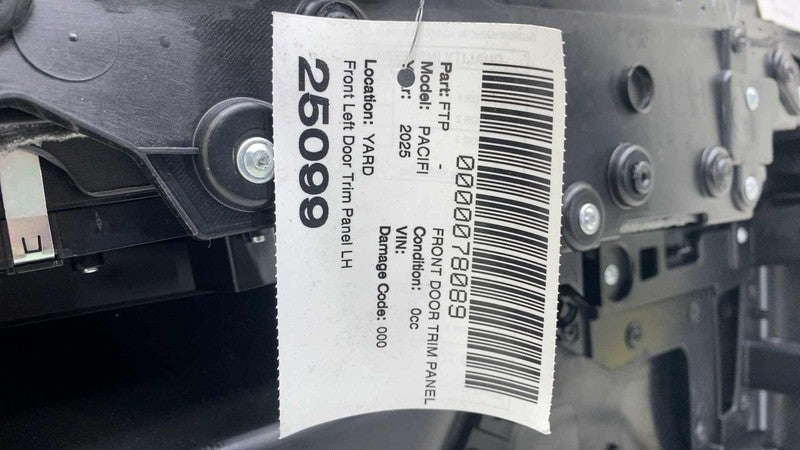 0000078089
Part: FTP - FRONT DOOR TRIM PANEL
Model: PACIFI Condition: 0cc
Year: 2025 VIN:
Damage Code: 000
Location: YARD
Front Left Door Trim Panel LH
25099